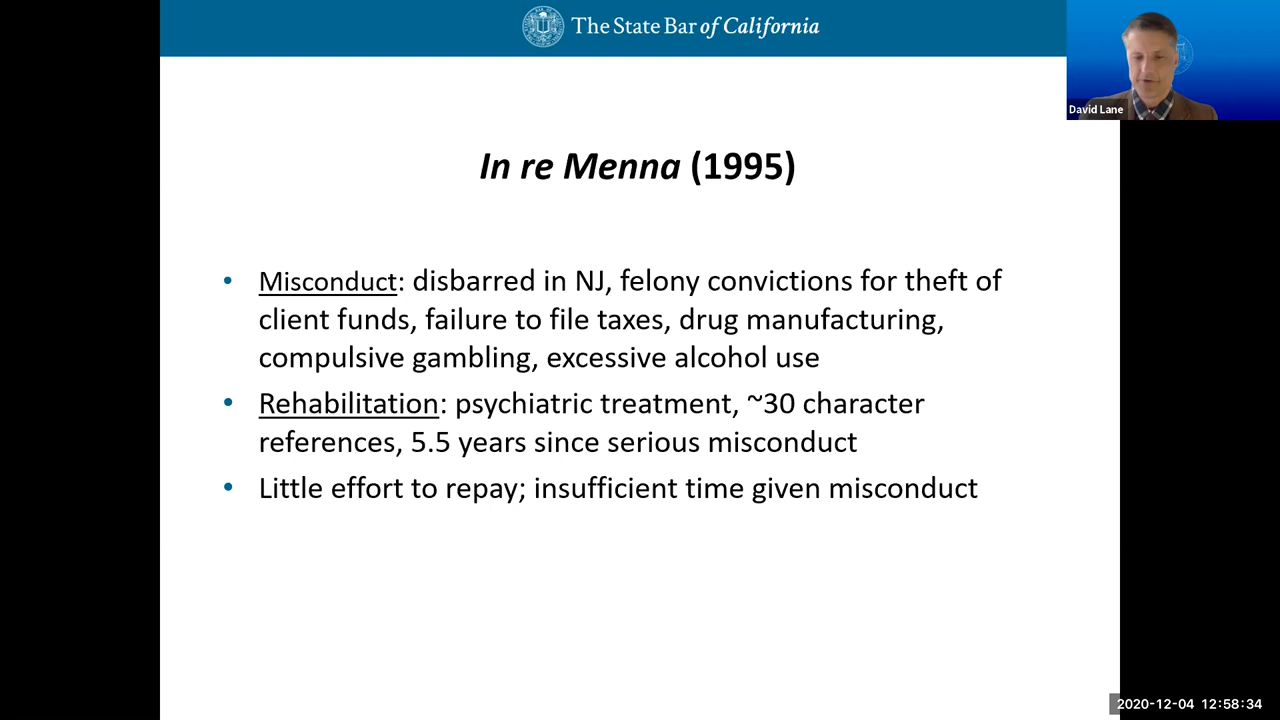 The State Bar of California
David Lane
In re Menna (1995)
• Misconduct: disbarred in NJ, felony convictions for theft of
client funds, failure to file taxes, drug manufacturing,
compulsive gambling, excessive alcohol use
• Rehabilitation: psychiatric treatment, ~30 character
references, 5.5 years since serious misconduct
• Little effort to repay; insufficient time given misconduct
2020-12-04 12:58:34